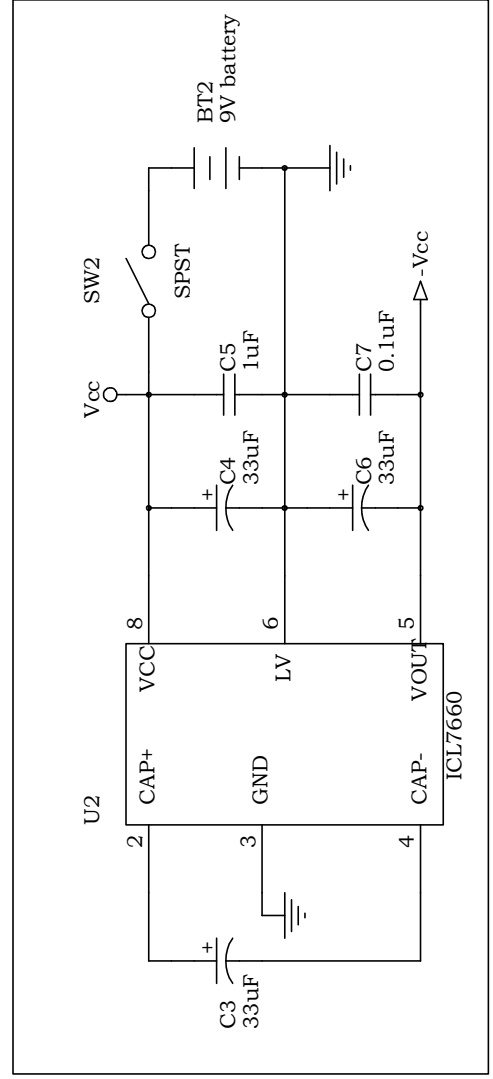 U2
CAP+
VCC
GND
LV
CAP-
VOUT
ICL7660
2
3
4
8
6
5
C3
33uF
+
C4
33uF
+
C5
1uF
C6
33uF
+
C7
0.1uF
Vcc
SW2
SPST
BT2
9V battery
-Vcc